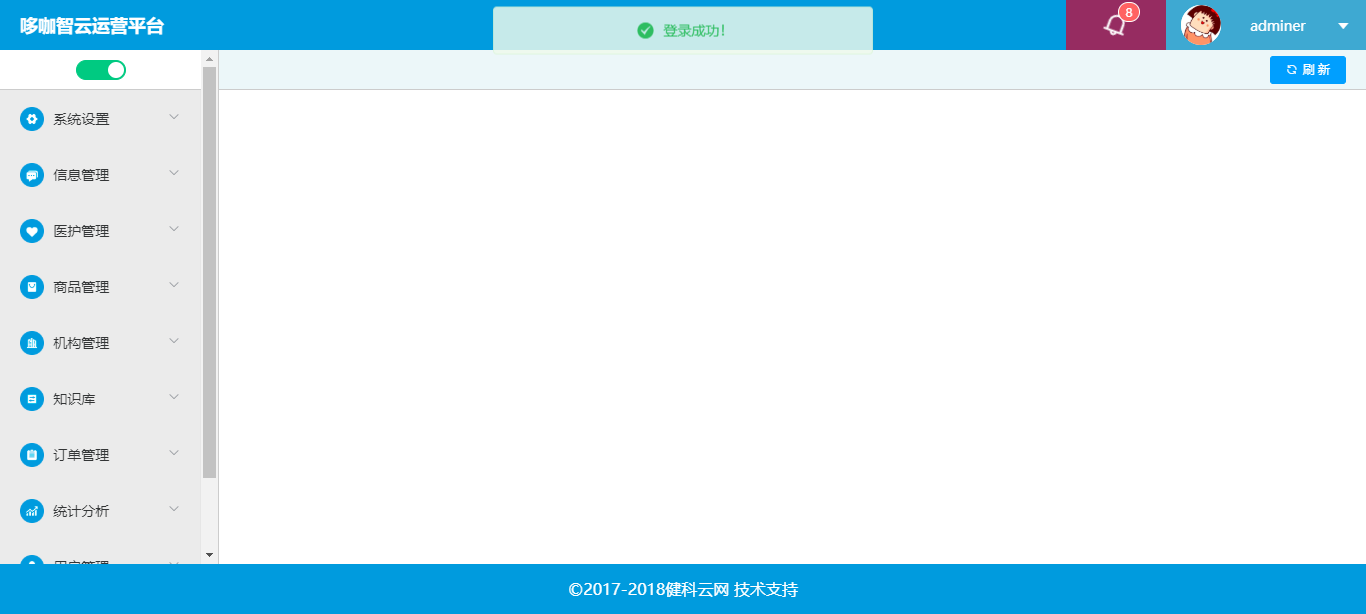 哆咖智云运营平台
登录成功!
8
adminer
刷 新
系统设置
信息管理
医护管理
商品管理
机构管理
知识库
订单管理
统计分析
©2017-2018健科云网 技术支持